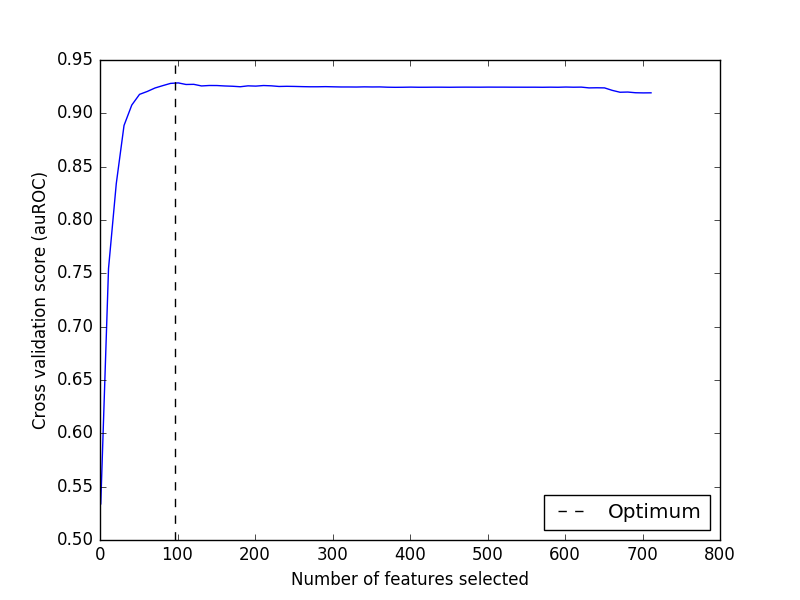 0.95
0.90
0.85
0.80
0.75
0.70
0.65
0.60
0.55
0.50
Cross validation score (auROC)
Optimum
0 100 200 300 400 500 600 700 800
Number of features selected